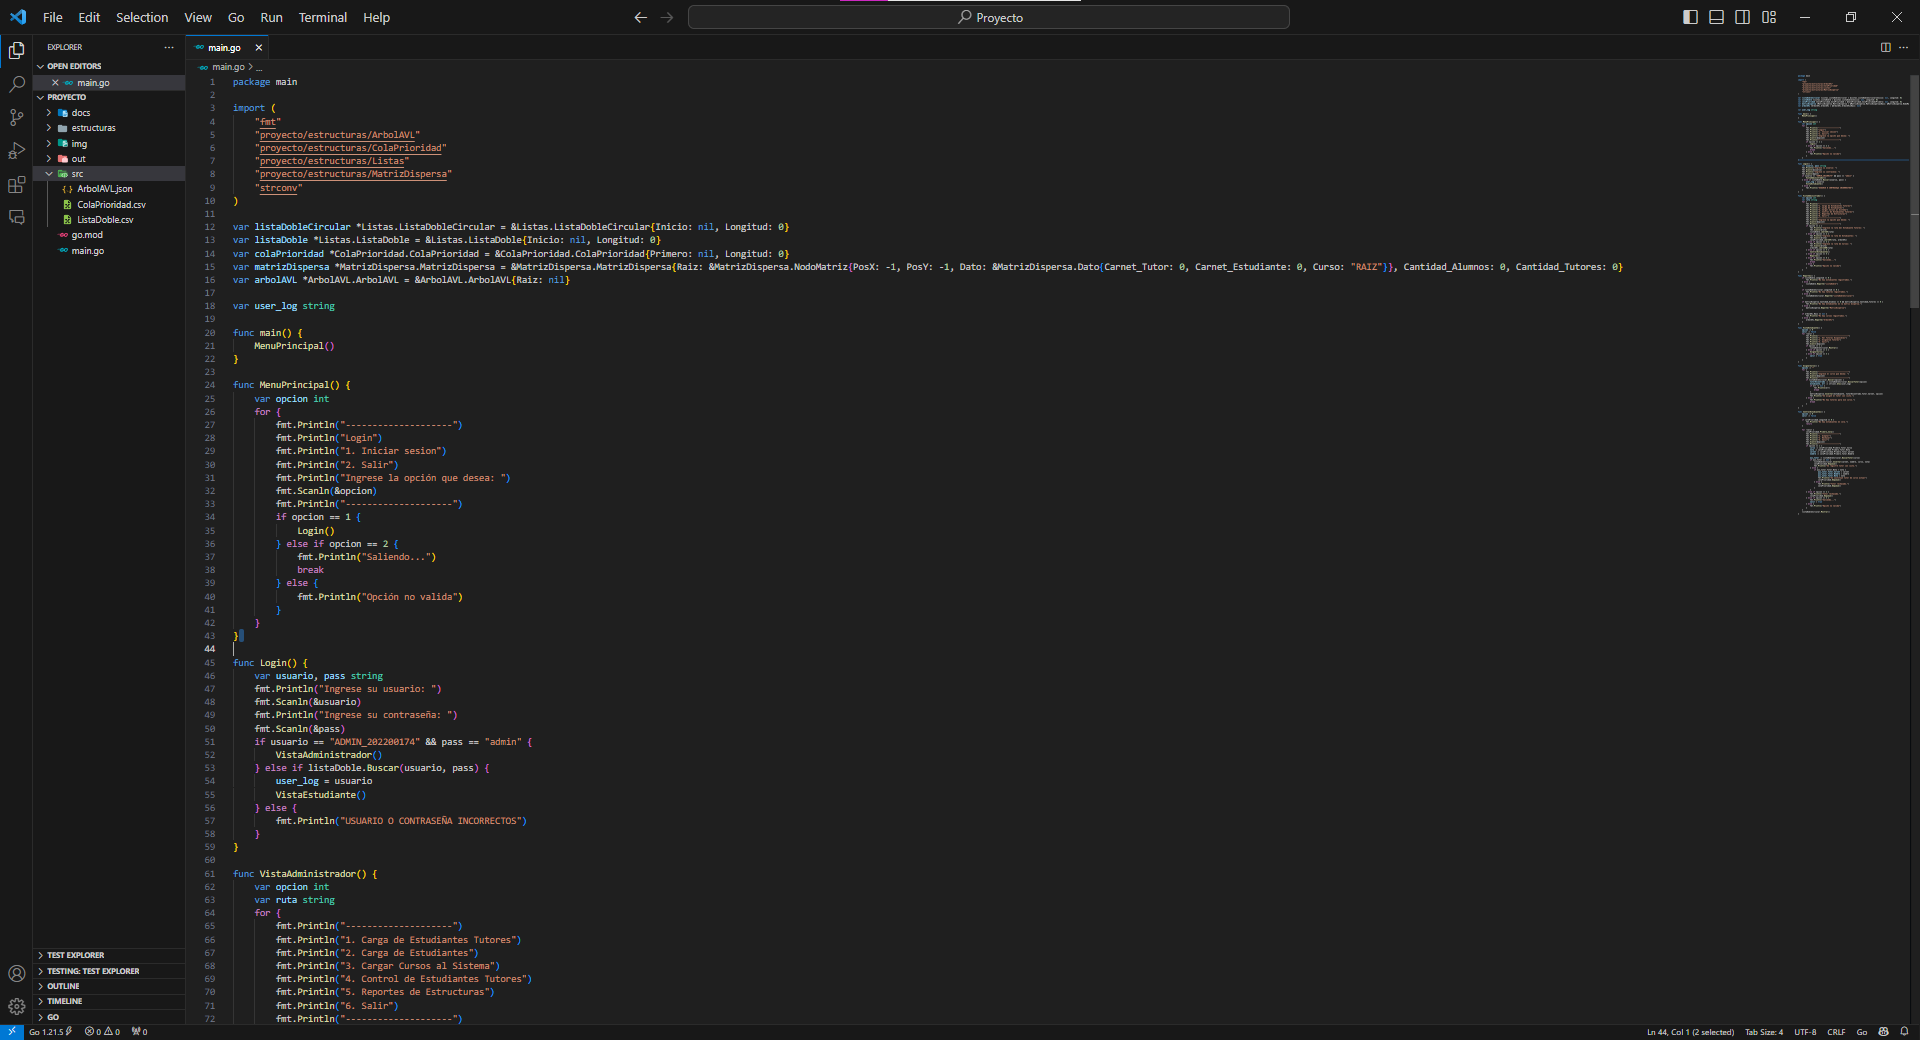 File Edit Selection View Go Run Terminal Help
Proyecto
EXPLORER
OPEN EDITORS
main.go
PROYECTO
docs
estructuras
img
out
src
ArbolAVL.json
ColaPrioridad.csv
ListaDoble.csv
go.mod
main.go
TEST EXPLORER
TESTING: TEST EXPLORER
OUTLINE
TIMELINE
GO
main.go
main.go > ...
1 package main
2
3 import (
4 "fmt"
5 "proyecto/estructuras/ArbolAVL"
6 "proyecto/estructuras/ColaPrioridad"
7 "proyecto/estructuras/Listas"
8 "proyecto/estructuras/MatrizDispersa"
9 "strconv"
10 )
11
12 var listaDobleCircular *Listas.ListaDobleCircular = &Listas.ListaDobleCircular{Inicio: nil, Longitud: 0}
13 var listaDoble *Listas.ListaDoble = &Listas.ListaDoble{Inicio: nil, Longitud: 0}
14 var colaPrioridad *ColaPrioridad.ColaPrioridad = &ColaPrioridad.ColaPrioridad{Primero: nil, Longitud: 0}
15 var matrizDispersa *MatrizDispersa.MatrizDispersa = &MatrizDispersa.MatrizDispersa{Raiz: &MatrizDispersa.NodoMatriz{PosX: -1, PosY: -1, Dato: &MatrizDispersa.Dato{Carnet_Tutor: 0, Carnet_Estudiante: 0, Curso: "RAIZ"}}, Cantidad_Alumnos: 0, Cantidad_Tutores: 0}
16 var arbolAVL *ArbolAVL.ArbolAVL = &ArbolAVL.ArbolAVL{Raiz: nil}
17
18 var user_log string
19
20 func main() {
21 MenuPrincipal()
22 }
23
24 func MenuPrincipal() {
25 var opcion int
26 for {
27 fmt.Println("--------------------")
28 fmt.Println("Login")
29 fmt.Println("1. Iniciar sesion")
30 fmt.Println("2. Salir")
31 fmt.Println("Ingrese la opción que desea: ")
32 fmt.Scanln(&opcion)
33 fmt.Println("--------------------")
34 if opcion == 1 {
35 Login()
36 } else if opcion == 2 {
37 fmt.Println("Saliendo...")
38 break
39 } else {
40 fmt.Println("Opción no valida")
41 }
42 }
43 }
44
45 func Login() {
46 var usuario, pass string
47 fmt.Println("Ingrese su usuario: ")
48 fmt.Scanln(&usuario)
49 fmt.Println("Ingrese su contraseña: ")
50 fmt.Scanln(&pass)
51 if usuario == "ADMIN_202200174" && pass == "admin" {
52 VistaAdministrador()
53 } else if listaDoble.Buscar(usuario, pass) {
54 user_log = usuario
55 VistaEstudiante()
56 } else {
57 fmt.Println("USUARIO O CONTRASEÑA INCORRECTOS")
58 }
59 }
60
61 func VistaAdministrador() {
62 var opcion int
63 var ruta string
64 for {
65 fmt.Println("--------------------")
66 fmt.Println("1. Carga de Estudiantes Tutores")
67 fmt.Println("2. Carga de Estudiantes")
68 fmt.Println("3. Cargar Cursos al Sistema")
69 fmt.Println("4. Control de Estudiantes Tutores")
70 fmt.Println("5. Reportes de Estructuras")
71 fmt.Println("6. Salir")
72 fmt.Println("--------------------")
Go 1.21.5 0 0 0
Ln 44, Col 1 (2 selected) Tab Size: 4 UTF-8 CRLF Go